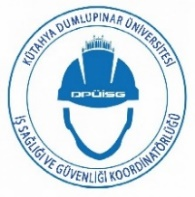 KÜTAHYA DUMLUPINAR ÜNİVERSİTESİ
DPÜİSG
İŞ SAĞLIĞI VE GÜVENLİĞİ KOORDİNATÖRLÜĞÜ